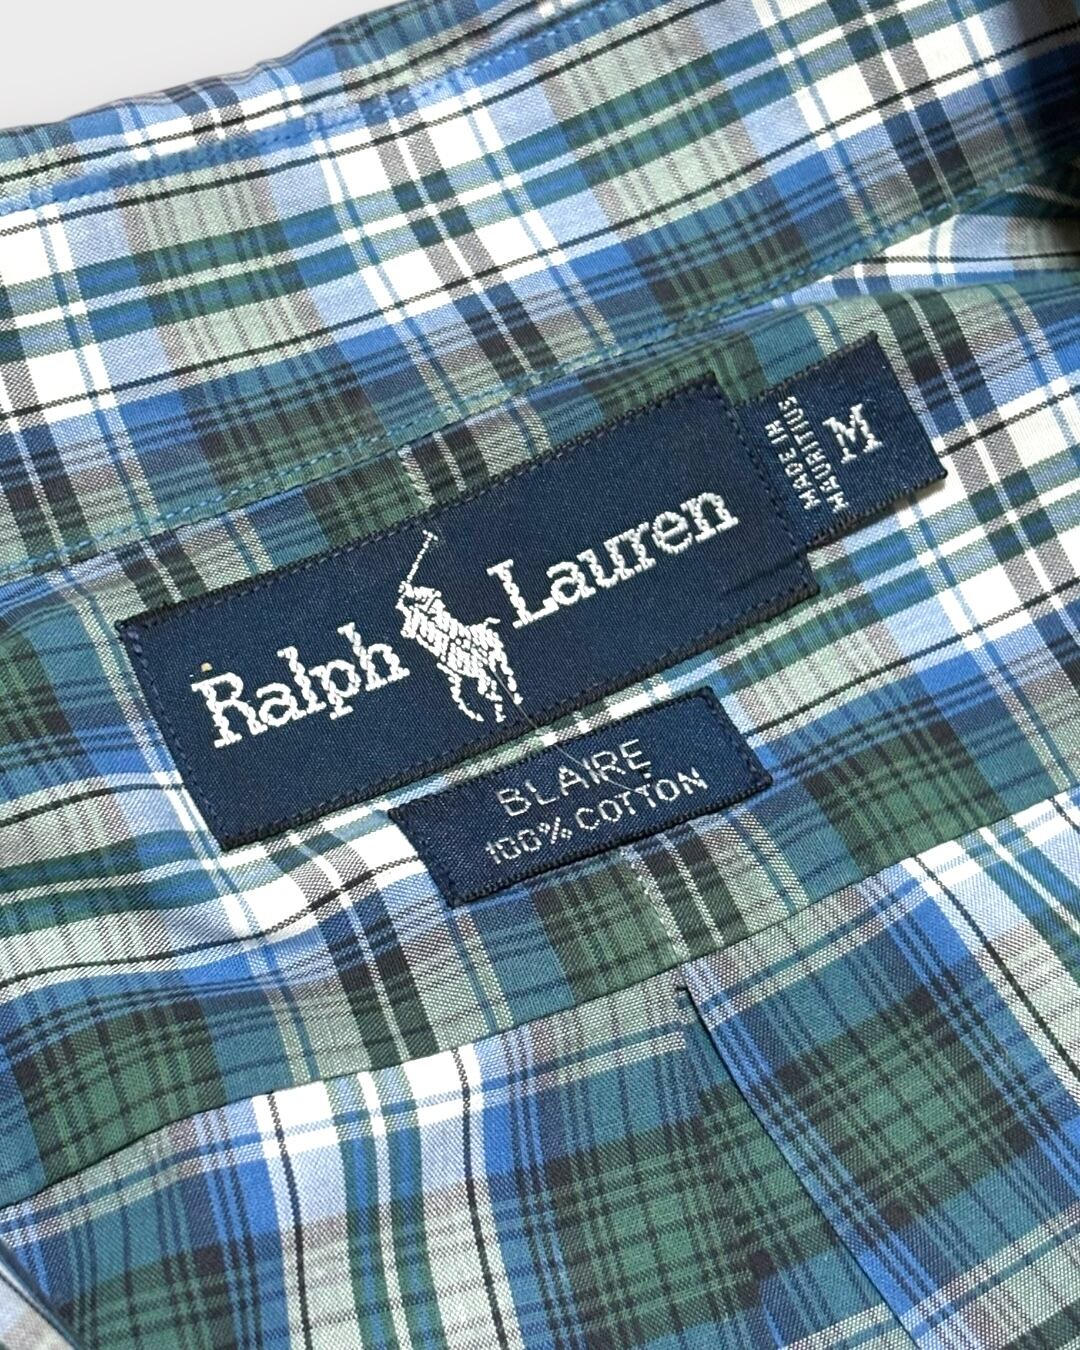 Ralph Lauren
MADE IN
MAURITIUS
M
BLAIRE
100% COTTON